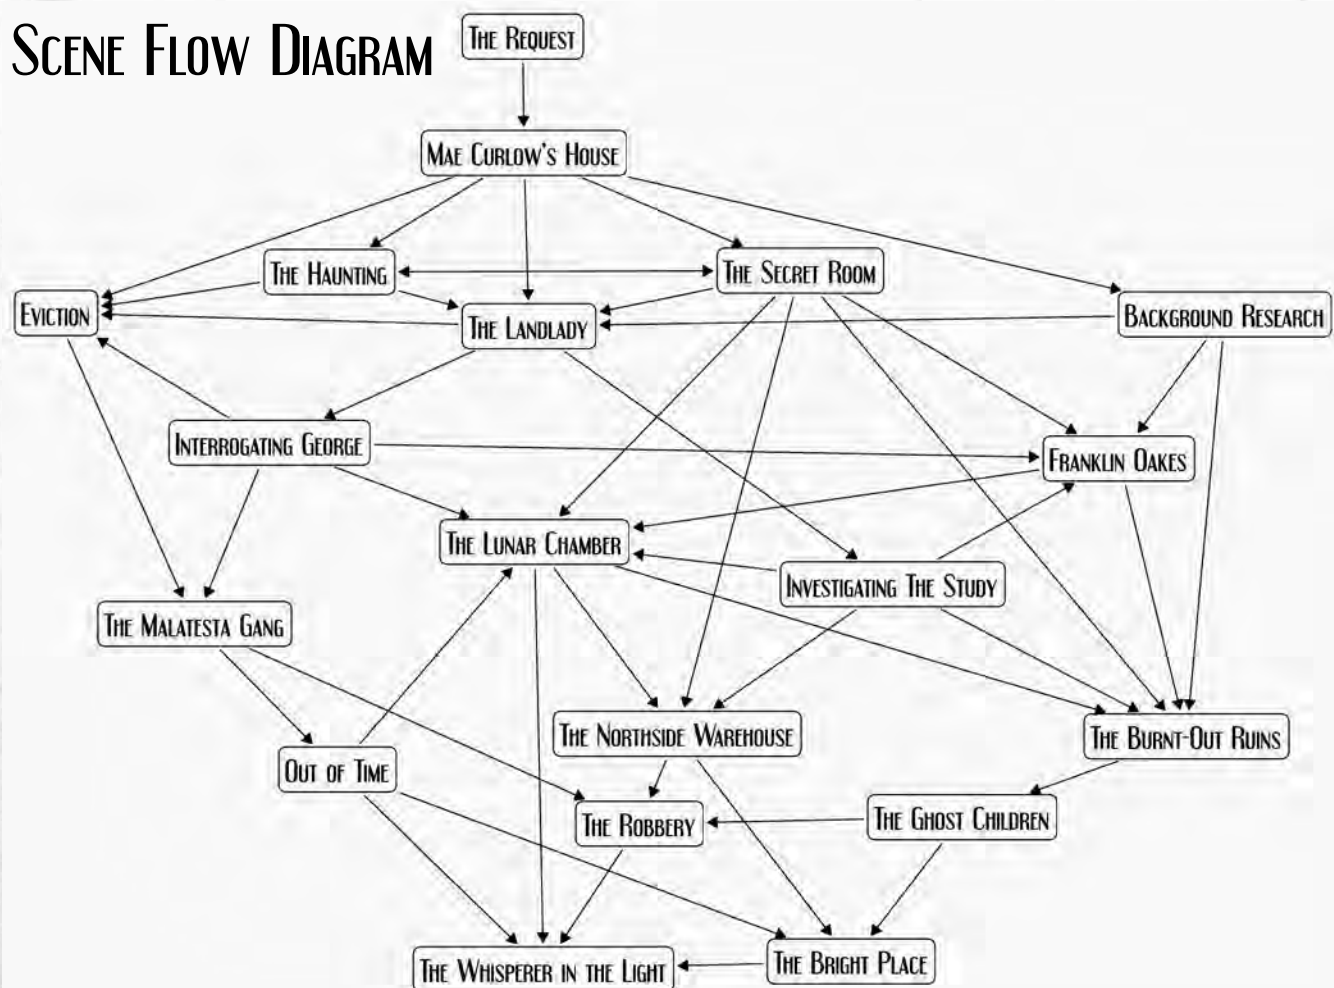 SCENE FLOW DIAGRAM
THE REQUEST
MAE CURLOW'S HOUSE
THE HAUNTING
THE SECRET ROOM
EVICTION
THE LANDLADY
BACKGROUND RESEARCH
INTERROGATING GEORGE
FRANKLIN OAKES
THE LUNAR CHAMBER
INVESTIGATING THE STUDY
THE MALATESTA GANG
THE NORTHSIDE WAREHOUSE
THE BURNT-OUT RUINS
OUT OF TIME
THE ROBBERY
THE GHOST CHILDREN
THE WHISPERER IN THE LIGHT
THE BRIGHT PLACE